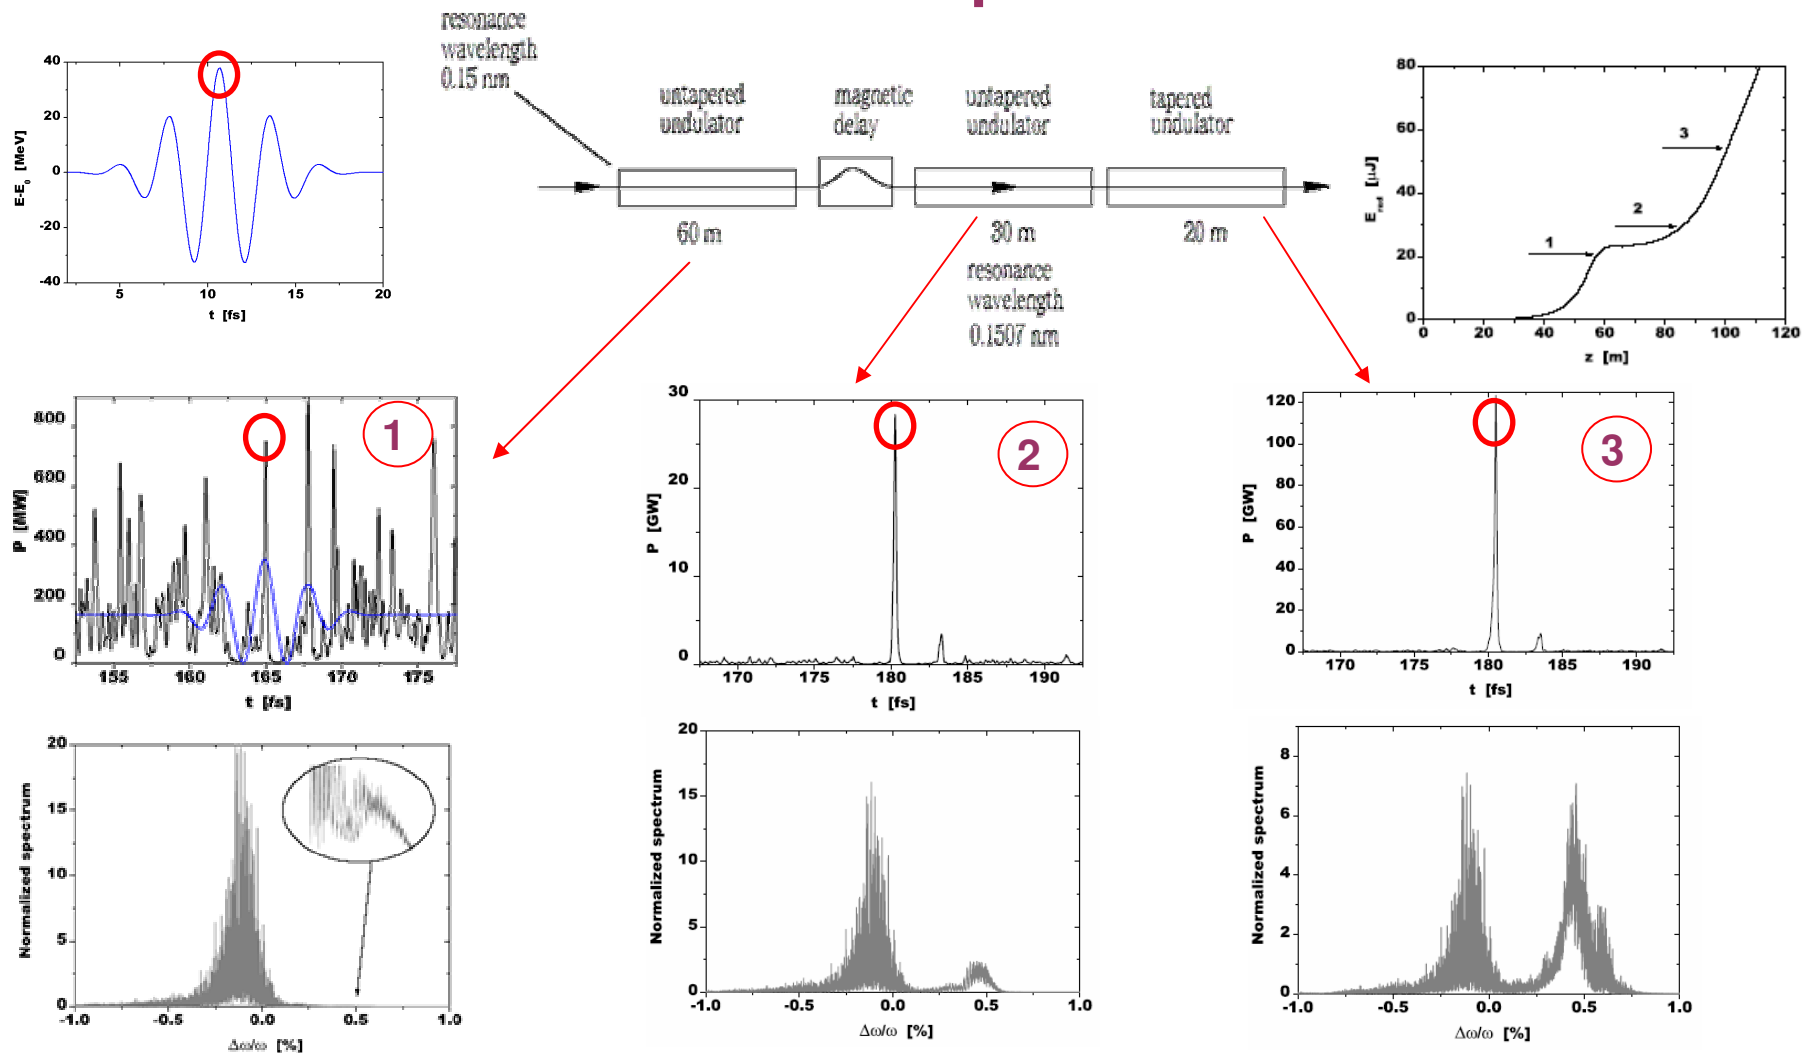 resonance
wavelength
0.15 nm
untapered
undulator
magnetic
delay
untapered
undulator
tapered
undulator
60 m
30 m
20 m
resonance
wavelength
0.1507 nm
40
20
0
-20
-40
E-E0 [MeV]
5
10
15
20
t [fs]
80
60
40
20
0
E rad [μJ]
1
2
3
0
20
40
60
80
100
120
z [m]
800
600
400
200
0
P [MW]
1
155
160
165
170
175
t [fs]
30
20
10
0
P [GW]
2
170
175
180
185
190
t [fs]
120
100
80
60
40
20
0
P [GW]
3
170
175
180
185
190
t [fs]
20
15
10
5
0
Normalized spectrum
-1.0
-0.5
0.0
0.5
1.0
Δω/ω [%]
20
15
10
5
0
Normalized spectrum
-1.0
-0.5
0.0
0.5
1.0
Δω/ω [%]
8
6
4
2
0
Normalized spectrum
-1.0
-0.5
0.0
0.5
1.0
Δω/ω [%]